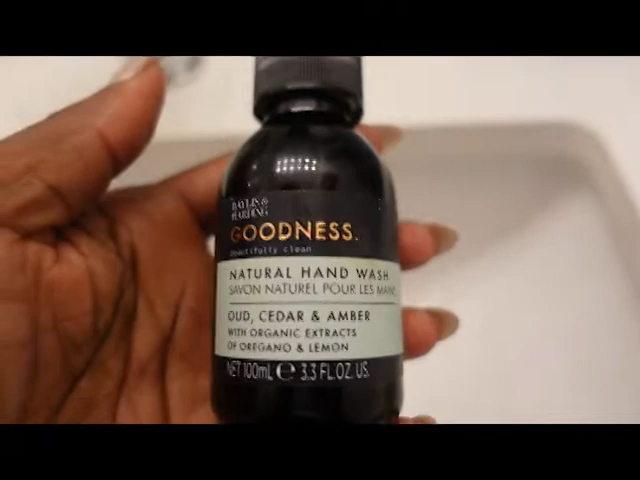 BAYLIS &
HARDING
GOODNESS.
beautifully clean
NATURAL HAND WASH
SAVON NATUREL POUR LES MAINS
OUD, CEDAR & AMBER
WITH ORGANIC EXTRACTS
OF OREGANO & LEMON
NET 100mL e 3.3 FL.OZ. US.